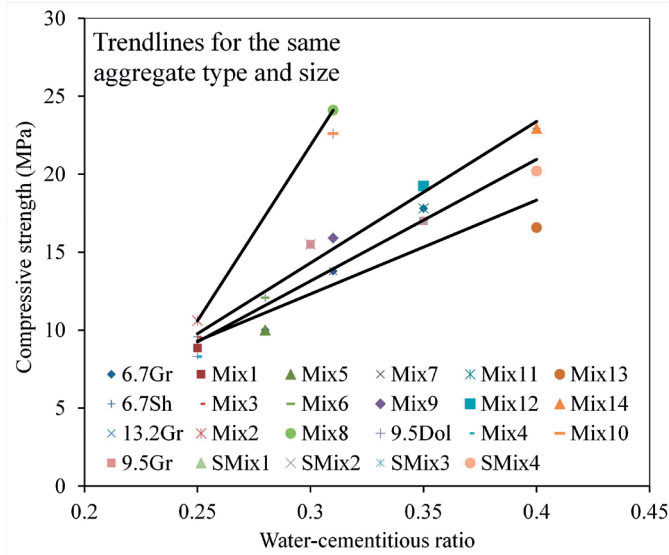 30
Trendlines for the same
aggregate type and size
25
20
15
10
5
0
Compressive strength (MPa)
6.7Gr Mix1 Mix5 Mix7 Mix11 Mix13
6.7Sh Mix3 Mix6 Mix9 Mix12 Mix14
13.2Gr Mix2 Mix8 9.5Dol Mix4 Mix10
9.5Gr SMix1 SMix2 SMix3 SMix4
0.2 0.25 0.3 0.35 0.4 0.45
Water-cementitious ratio